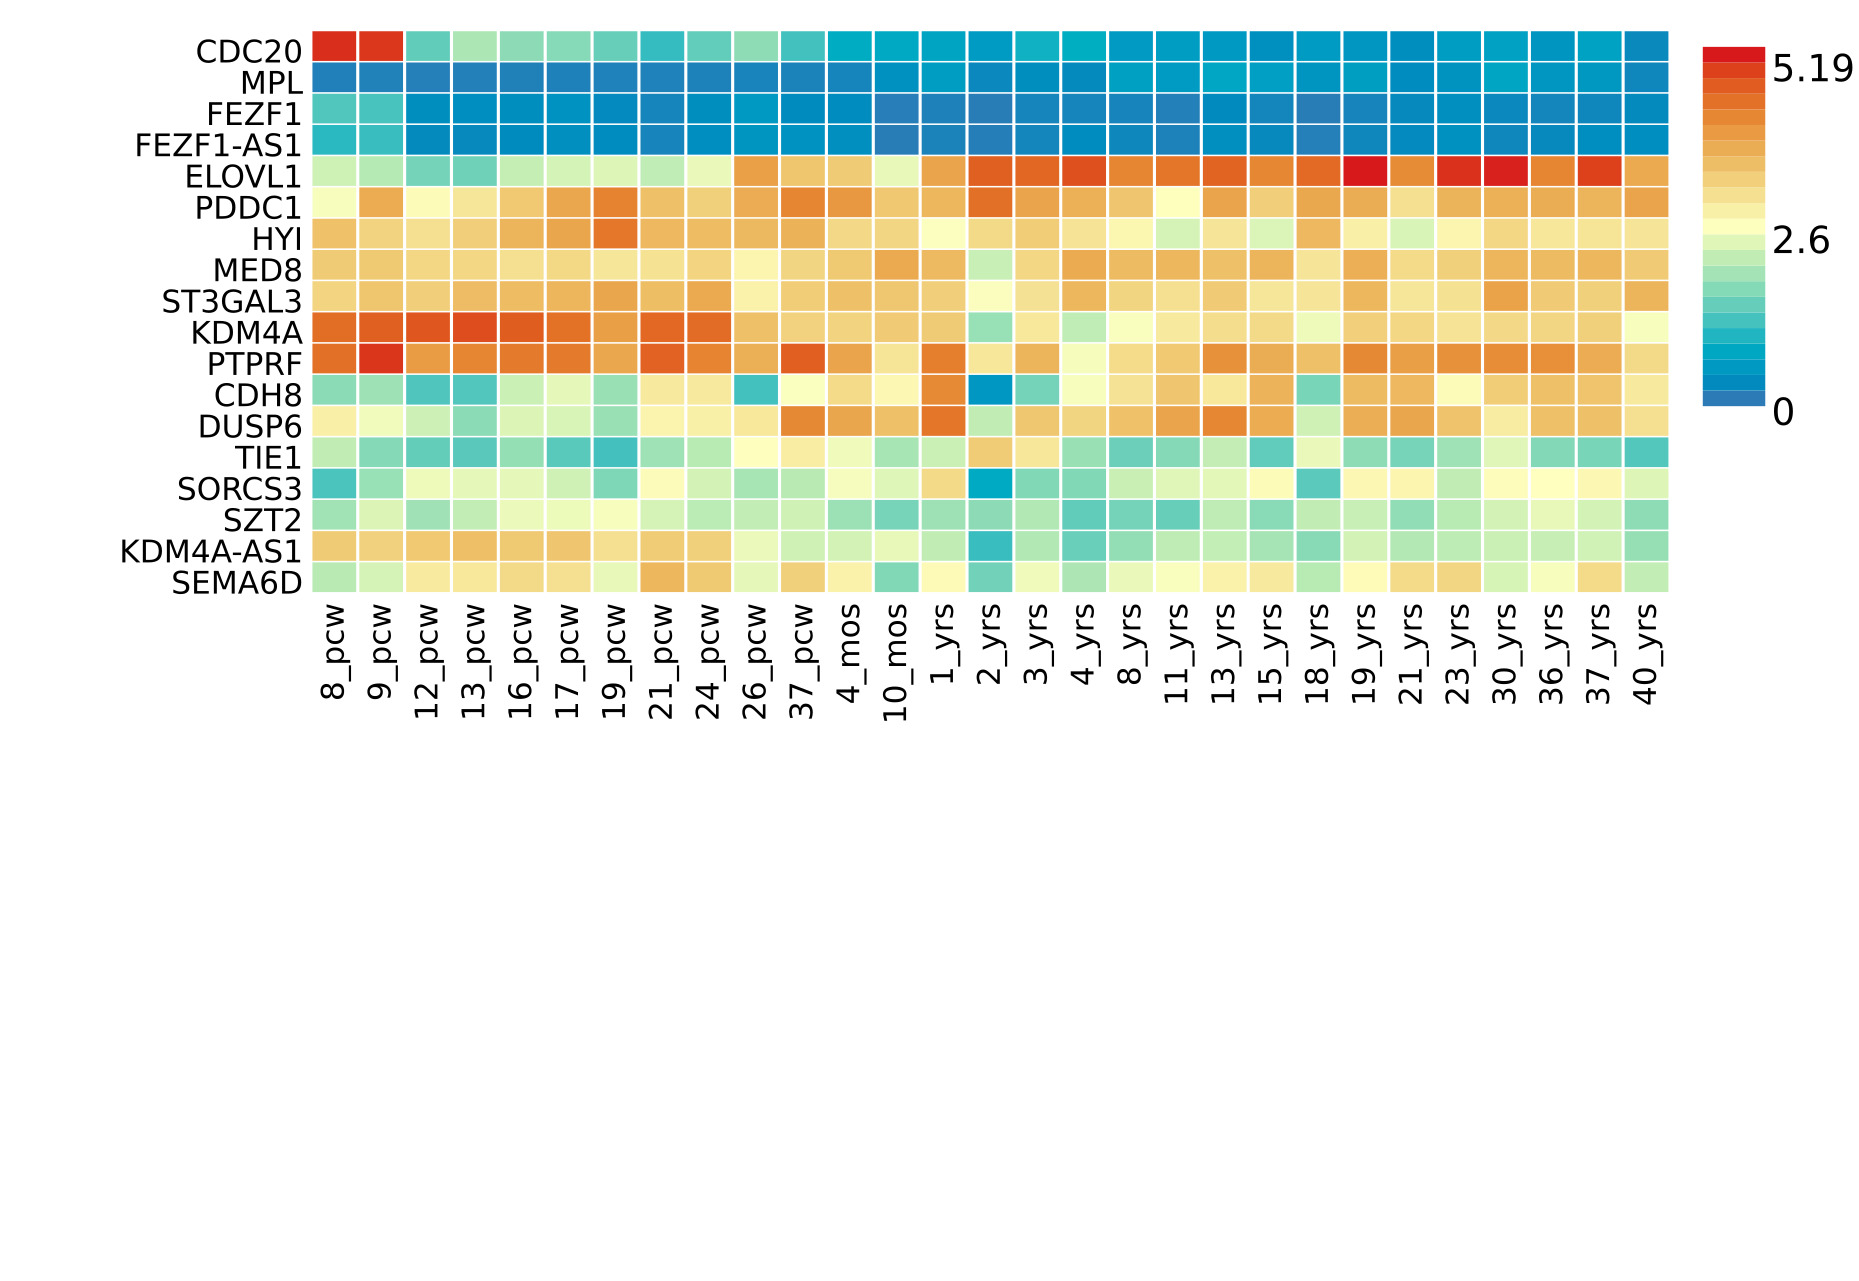 CDC20
MPL
FEZF1
FEZF1-AS1
ELOVL1
PDDC1
HYI
MED8
ST3GAL3
KDM4A
PTPRF
CDH8
DUSP6
TIE1
SORCS3
SZT2
KDM4A-AS1
SEMA6D
8_pcw
9_pcw
12_pcw
13_pcw
16_pcw
17_pcw
19_pcw
21_pcw
24_pcw
26_pcw
37_pcw
4_mos
10_mos
1_yrs
2_yrs
3_yrs
4_yrs
8_yrs
11_yrs
13_yrs
15_yrs
18_yrs
19_yrs
21_yrs
23_yrs
30_yrs
36_yrs
37_yrs
40_yrs
5.19
2.6
0